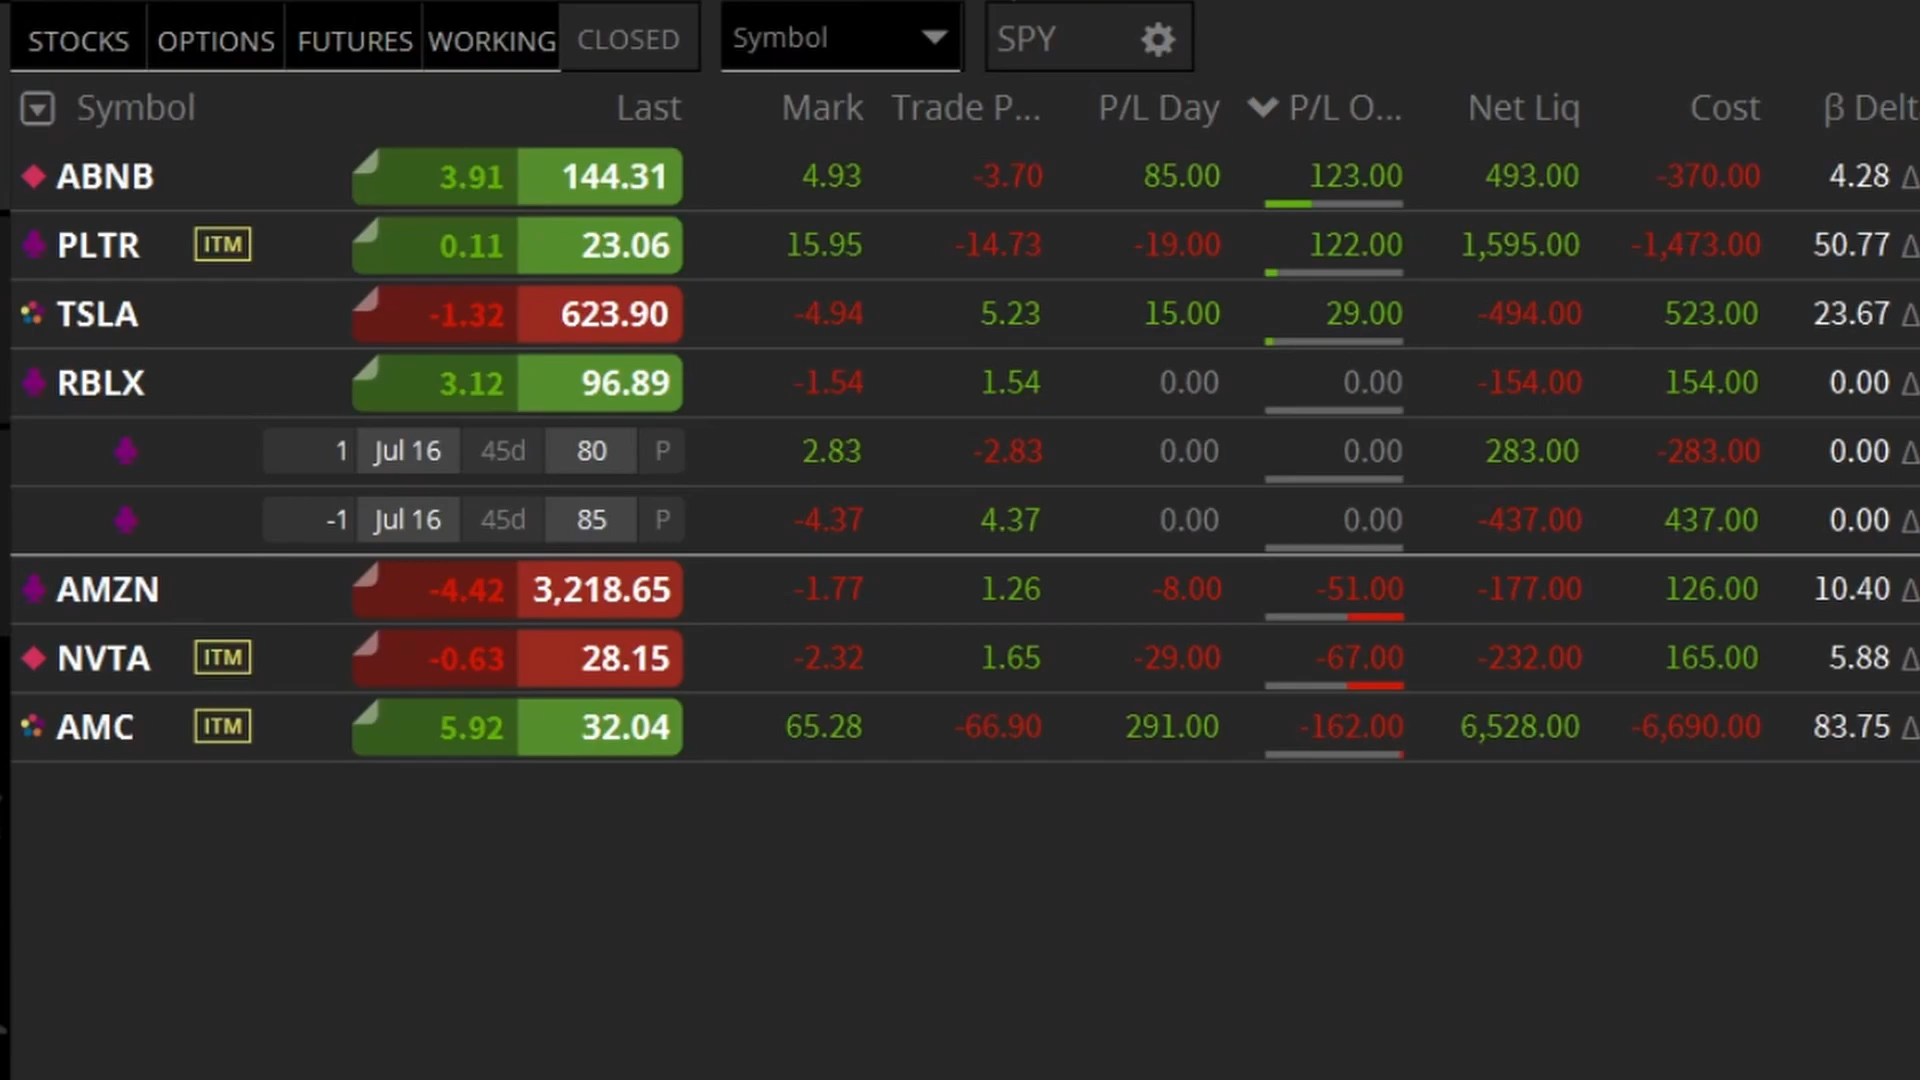 STOCKS OPTIONS FUTURES WORKING CLOSED Symbol SPY
Symbol Last Mark Trade P... P/L Day P/L O... Net Liq Cost β Delt
ABNB 3.91 144.31 4.93 -3.70 85.00 123.00 493.00 -370.00 4.28 Δ
PLTR ITM 0.11 23.06 15.95 -14.73 -19.00 122.00 1,595.00 -1,473.00 50.77 Δ
TSLA -1.32 623.90 -4.94 5.23 15.00 29.00 -494.00 523.00 23.67 Δ
RBLX 3.12 96.89 -1.54 1.54 0.00 0.00 -154.00 154.00 0.00 Δ
1 Jul 16 45d 80 P 2.83 -2.83 0.00 0.00 283.00 -283.00 0.00 Δ
-1 Jul 16 45d 85 P -4.37 4.37 0.00 0.00 -437.00 437.00 0.00 Δ
AMZN -4.42 3,218.65 -1.77 1.26 -8.00 -51.00 -177.00 126.00 10.40 Δ
NVTA ITM -0.63 28.15 -2.32 1.65 -29.00 -67.00 -232.00 165.00 5.88 Δ
AMC ITM 5.92 32.04 65.28 -66.90 291.00 -162.00 6,528.00 -6,690.00 83.75 Δ